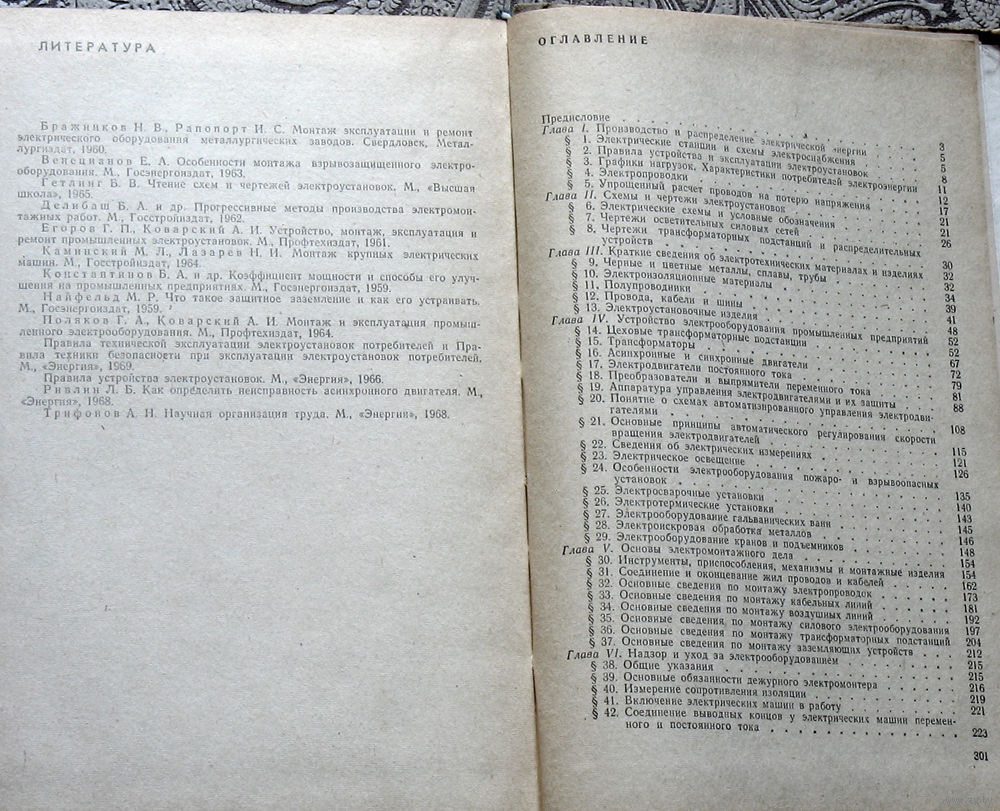 ЛИТЕРАТУРА
Бражников Н. В., Рапопорт И. С. Монтаж эксплуатации и ремонт
электрического оборудования металлургических заводов. Свердловск, Метал-
лургиздат, 1960.
Венецианов Е. А. Особенности монтажа взрывозащищенного электро-
оборудования. М., Госэнергоиздат, 1963.
Гетлинг Б. В. Чтение схем и чертежей электроустановок. М., «Высшая
школа», 1965.
Делибаш Б. А. и др. Прогрессивные методы производства электромон-
тажных работ. М., Госстройиздат, 1962.
Егоров Г. П., Коварский А. И. Устройство, монтаж, эксплуатация и
ремонт промышленных электроустановок. М., Профтехиздат, 1961.
Каминский М. Л., Лазарев Н. И. Монтаж крупных электрических
машин. М., Госстройиздат, 1964.
Константинов Б. А. и др. Коэффициент мощности и способы его улуч-
шения на промышленных предприятиях. М., Госэнергоиздат, 1959.
Найфельд М. Р. Что такое защитное заземление и как его устраивать.
М., Госэнергоиздат, 1959.
Поляков Г. А., Коварский А. И. Монтаж и эксплуатация промыш-
ленного электрооборудования. М., Профтехиздат, 1964.
Правила технической эксплуатации электроустановок потребителей и Пра-
вила техники безопасности при эксплуатации электроустановок потребителей.
М., «Энергия», 1969.
Правила устройства электроустановок. М., «Энергия», 1966.
Ривлин Л. Б. Как определить неисправность асинхронного двигателя. М.,
«Энергия», 1968.
Трифонов А. Н. Научная организация труда. М., «Энергия», 1968.
ОГЛАВЛЕНИЕ
Предисловие 3
Глава I. Производство и распределение электрической энергии 5
§ 1. Электрические станции и схемы электроснабжения 5
§ 2. Правила устройства и эксплуатации электроустановок 8
§ 3. Графики нагрузок. Характеристики потребителей электроэнергии 11
§ 4. Электропроводки 12
§ 5. Упрощенный расчет проводов на потерю напряжения 17
Глава II. Схемы и чертежи электроустановок 21
§ 6. Электрические схемы и условные обозначения 21
§ 7. Чертежи осветительных силовых сетей 26
§ 8. Чертежи трансформаторных подстанций и распределительных
устройств 30
Глава III. Краткие сведения об электротехнических материалах и изделиях 32
§ 9. Черные и цветные металлы, сплавы, трубы 32
§ 10. Электроизоляционные материалы 34
§ 11. Полупроводники 39
§ 12. Провода, кабели и шины 41
§ 13. Электроустановочные изделия 48
Глава IV. Устройство электрооборудования промышленных предприятий 52
§ 14. Цеховые трансформаторные подстанции 52
§ 15. Трансформаторы 67
§ 16. Асинхронные и синхронные двигатели 72
§ 17. Электродвигатели постоянного тока 79
§ 18. Преобразователи и выпрямители переменного тока 81
§ 19. Аппаратура управления электродвигателями и их защиты 88
§ 20. Понятие о схемах автоматизированного управления электродви-
гателями 108
§ 21. Основные принципы автоматического регулирования скорости
вращения электродвигателей 115
§ 22. Сведения об электрических измерениях 121
§ 23. Электрическое освещение 126
§ 24. Особенности электрооборудования пожаро- и взрывоопасных
установок 135
§ 25. Электросварочные установки 140
§ 26. Электротермические установки 143
§ 27. Электрооборудование гальванических ванн 145
§ 28. Электроискровая обработка металлов 146
§ 29. Электрооборудование кранов и подъемников 148
Глава V. Основы электромонтажного дела 154
§ 30. Инструменты, приспособления, механизмы и монтажные изделия 154
§ 31. Соединение и оконцевание жил проводов и кабелей 162
§ 32. Основные сведения по монтажу электропроводок 173
§ 33. Основные сведения по монтажу кабельных линий 181
§ 34. Основные сведения по монтажу воздушных линий 192
§ 35. Основные сведения по монтажу силового электрооборудования 197
§ 36. Основные сведения по монтажу трансформаторных подстанций 204
§ 37. Основные сведения по монтажу заземляющих устройств 212
Глава VI. Надзор и уход за электрооборудованием 215
§ 38. Общие указания 215
§ 39. Основные обязанности дежурного электромонтера 216
§ 40. Измерение сопротивления изоляции 219
§ 41. Включение электрических машин в работу 221
§ 42. Соединение выводных концов у электрических машин перемен-
ного и постоянного тока 223
301